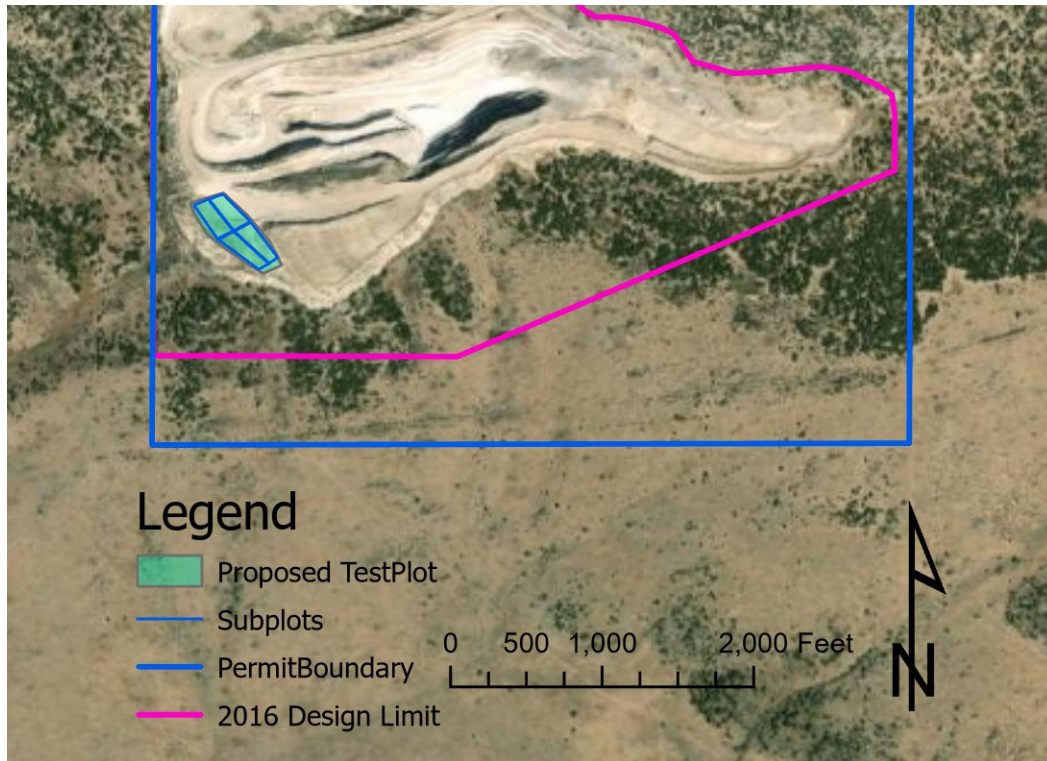 Legend
Proposed TestPlot
Subplots
PermitBoundary
2016 Design Limit
0 500 1,000 2,000 Feet
N